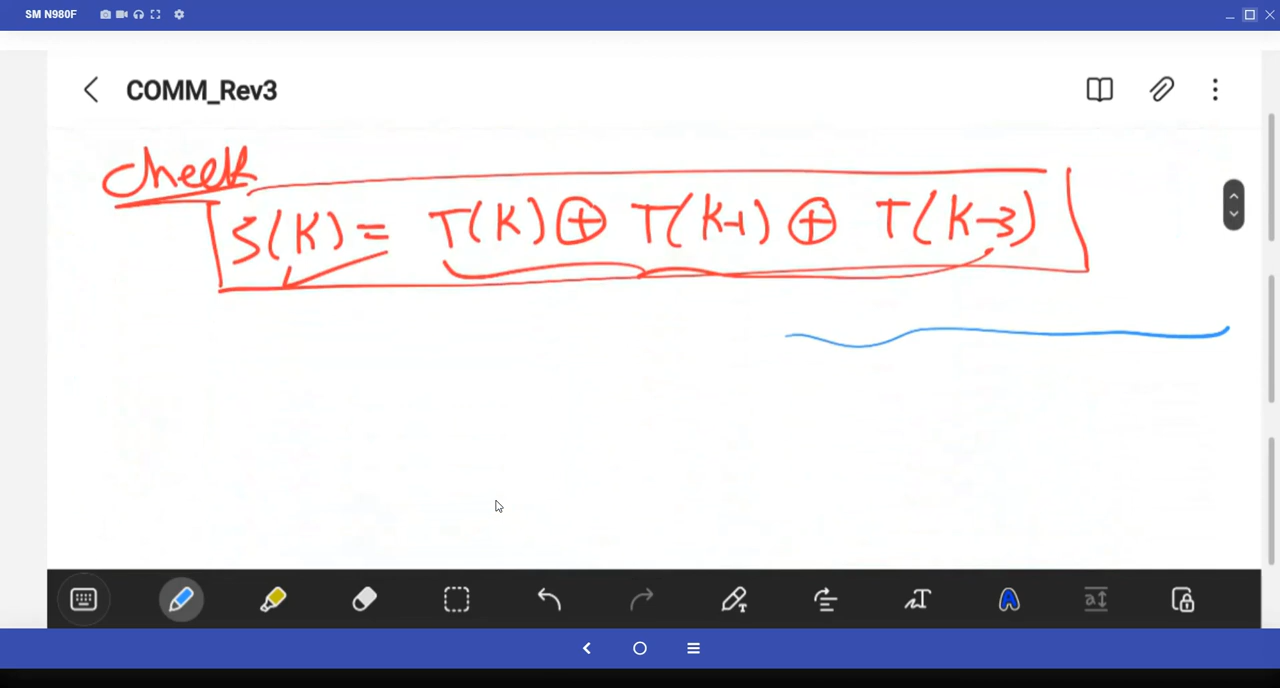 SM N980F
COMM_Rev3
check
S(K) = T(K) ⊕ T(K-1) ⊕ T(K-3)